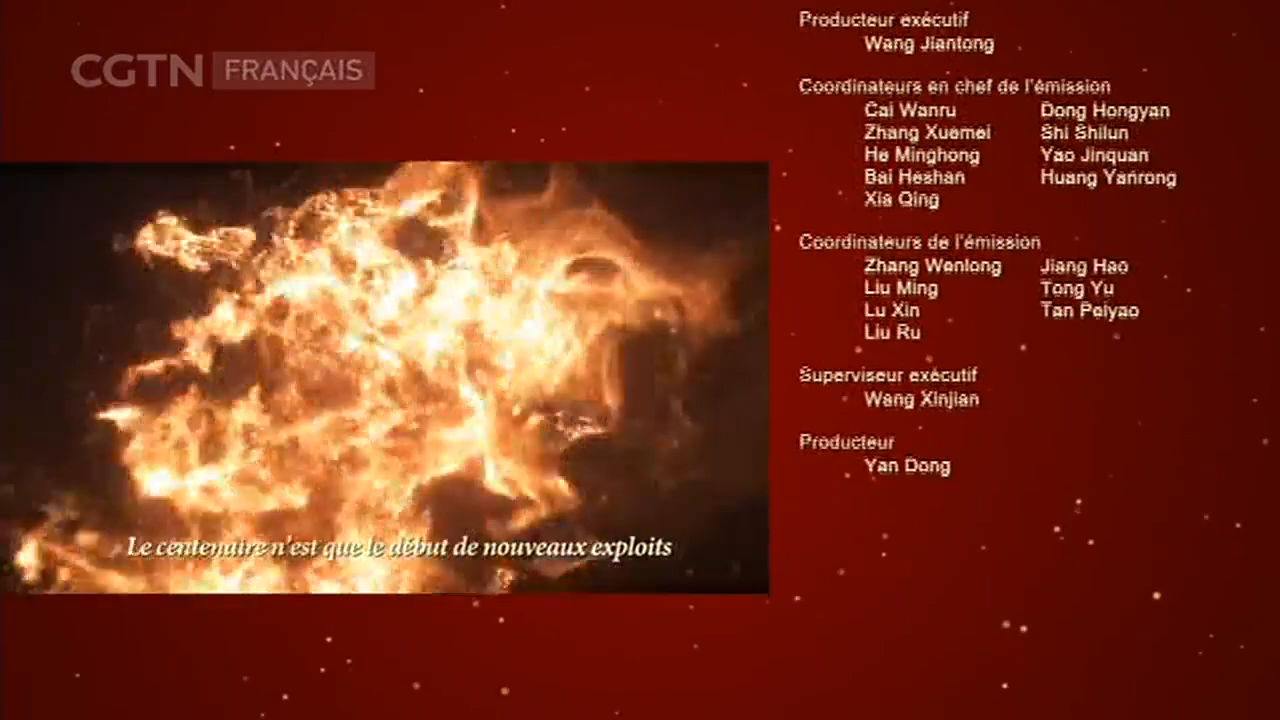 CGTN FRANÇAIS
Producteur exécutif
Wang Jiantong
Coordinateurs en chef de l'émission
Cai Wanru Dong Hongyan
Zhang Xuemei Shi Shilun
He Minghong Yao Jinquan
Bai Heshan Huang Yanrong
Xia Qing
Coordinateurs de l'émission
Zhang Wenlong Jiang Hao
Liu Ming Tong Yu
Lu Xin Tan Peiyao
Liu Ru
Superviseur exécutif
Wang Xinjian
Producteur
Yan Dong
Le centenaire n'est que le début de nouveaux exploits